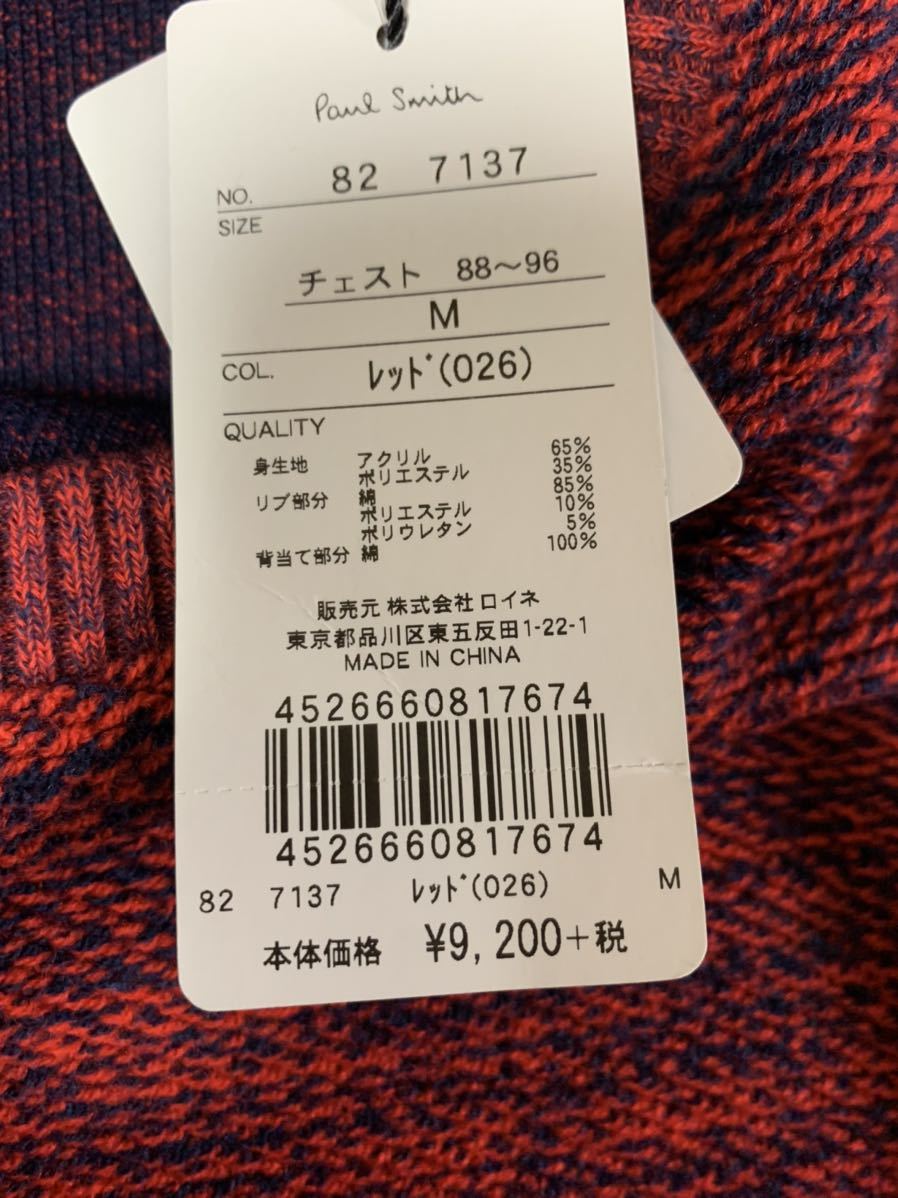 Paul Smith
NO. 82 7137
SIZE
チェスト 88〜96
M
COL. ﾚｯﾄﾞ(026)
QUALITY
身生地 アクリル 65%
ポリエステル 35%
リブ部分 綿 85%
ポリエステル 10%
ポリウレタン 5%
背当て部分 綿 100%
販売元 株式会社 ロイネ
東京都品川区東五反田1-22-1
MADE IN CHINA
4526660817674
4526660817674
82 7137 ﾚｯﾄﾞ(026) M
本体価格 ¥9,200+税